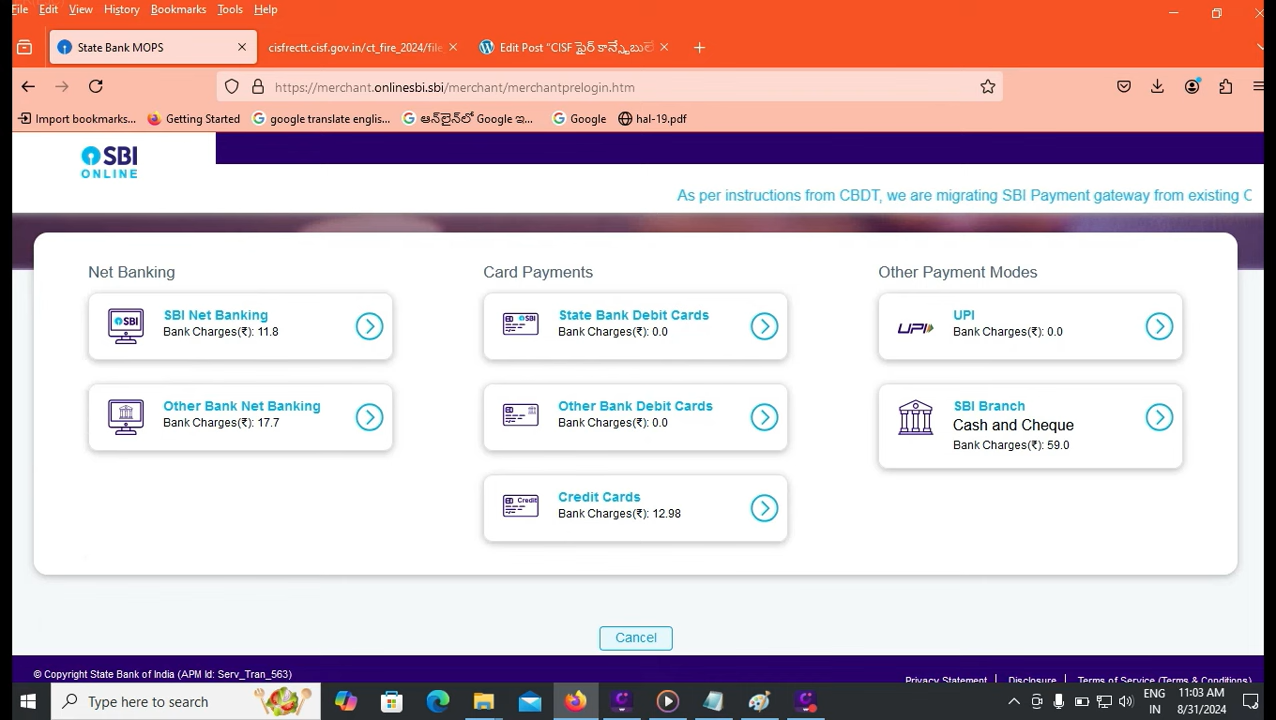 File Edit View History Bookmarks Tools Help
State Bank MOPS
cisfrectt.cisf.gov.in/ct_fire_2024/file
Edit Post "CISF ఫైర్ కాన్స్టేబులే
https://merchant.onlinesbi.sbi/merchant/merchantprelogin.htm
Import bookmarks... Getting Started google translate englis... ఆన్‌లైన్‌లో Google ఇ... Google hal-19.pdf
SBI
ONLINE
As per instructions from CBDT, we are migrating SBI Payment gateway from existing C
Net Banking
SBI Net Banking
Bank Charges(₹): 11.8
Other Bank Net Banking
Bank Charges(₹): 17.7
Card Payments
State Bank Debit Cards
Bank Charges(₹): 0.0
Other Bank Debit Cards
Bank Charges(₹): 0.0
Credit
Credit Cards
Bank Charges(₹): 12.98
Other Payment Modes
UPI
UPI
Bank Charges(₹): 0.0
SBI Branch
Cash and Cheque
Bank Charges(₹): 59.0
Cancel
© Copyright State Bank of India (APM Id: Serv_Tran_563)
Privacy Statement | Disclosure | Terms of Service (Terms & Conditions)
Type here to search
ENG
IN
11:03 AM
8/31/2024